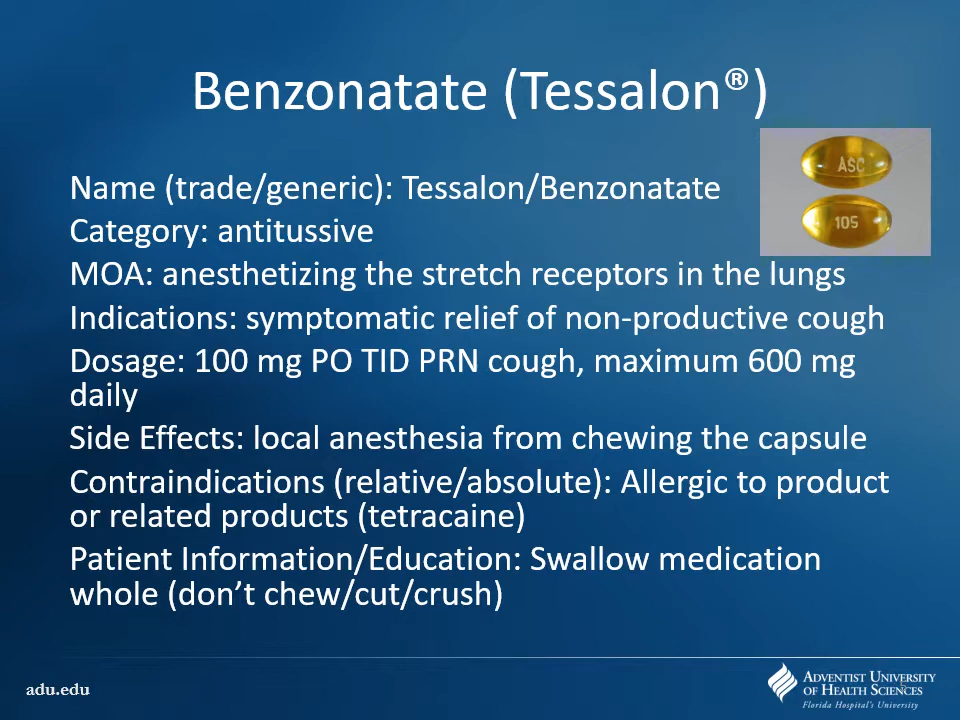 Benzonatate (Tessalon®)
ASC
105
Name (trade/generic): Tessalon/Benzonatate
Category: antitussive
MOA: anesthetizing the stretch receptors in the lungs
Indications: symptomatic relief of non-productive cough
Dosage: 100 mg PO TID PRN cough, maximum 600 mg
daily
Side Effects: local anesthesia from chewing the capsule
Contraindications (relative/absolute): Allergic to product
or related products (tetracaine)
Patient Information/Education: Swallow medication
whole (don’t chew/cut/crush)
adu.edu
ADVENTIST UNIVERSITY
OF HEALTH SCIENCES
Florida Hospital's University